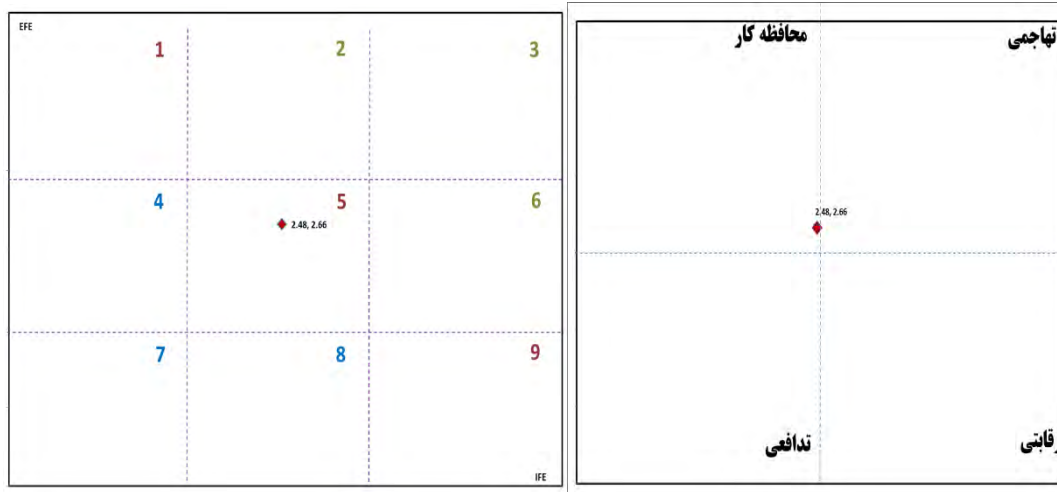 EFE
1 2 3
4 5 6
2.48, 2.66
7 8 9
IFE
محافظه کار
تهاجمی
2.48, 2.66
تدافعی
رقابتی